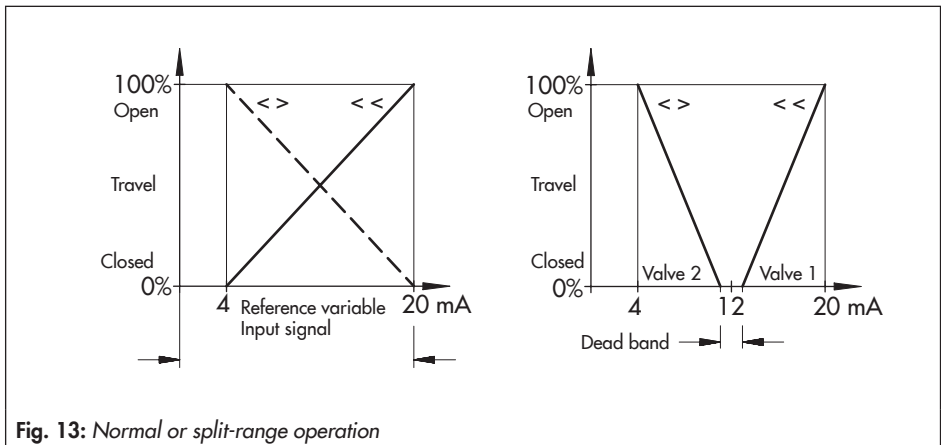 100%
Open
< >
< <
Travel
Closed
0%
4
Reference variable
Input signal
20 mA
100%
Open
< >
< <
Travel
Closed
0%
Valve 2
Valve 1
4
12
20 mA
Dead band
Fig. 13: Normal or split-range operation